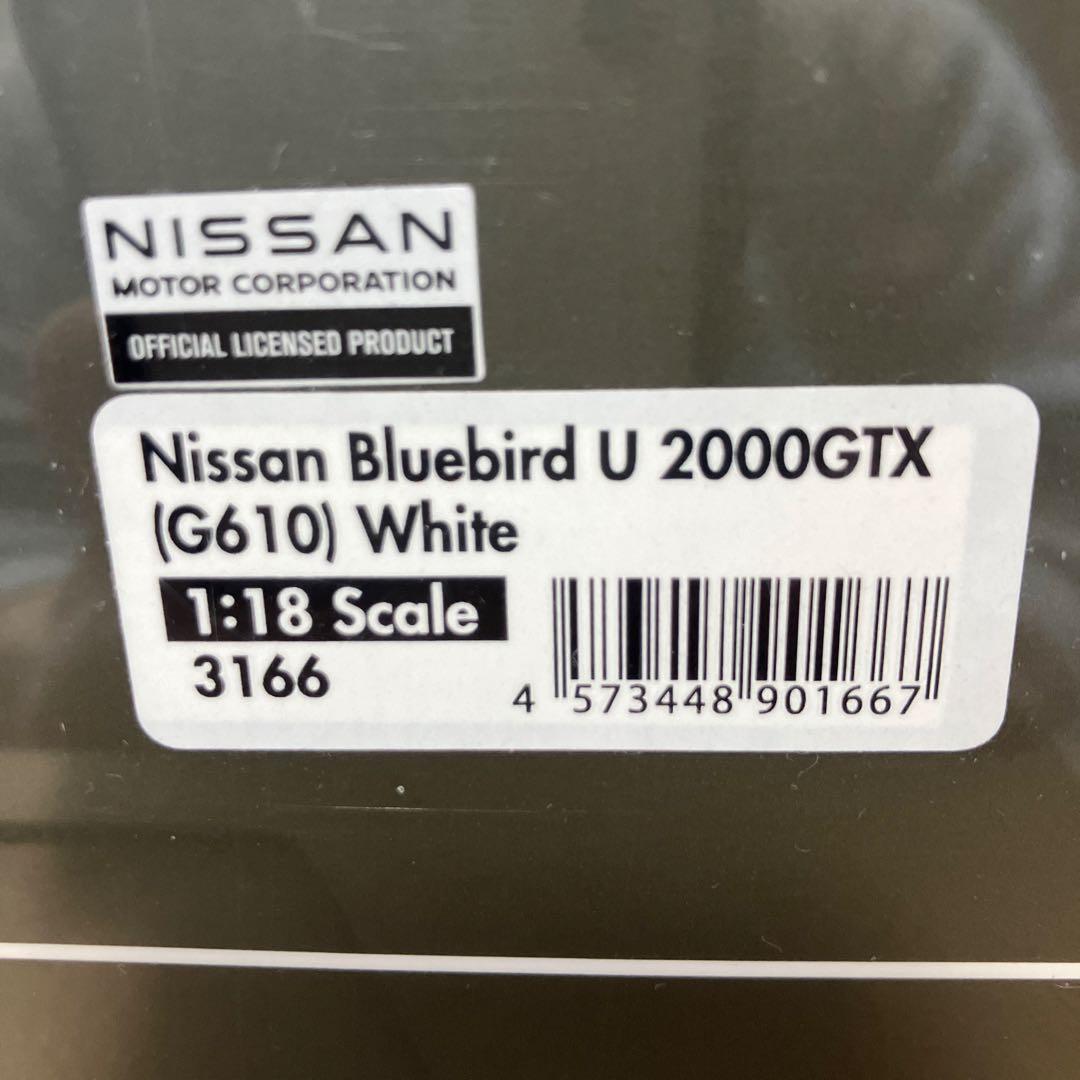 NISSAN
MOTOR CORPORATION
OFFICIAL LICENSED PRODUCT
Nissan Bluebird U 2000GTX
(G610) White
1:18 Scale
3166
4 573448 901667